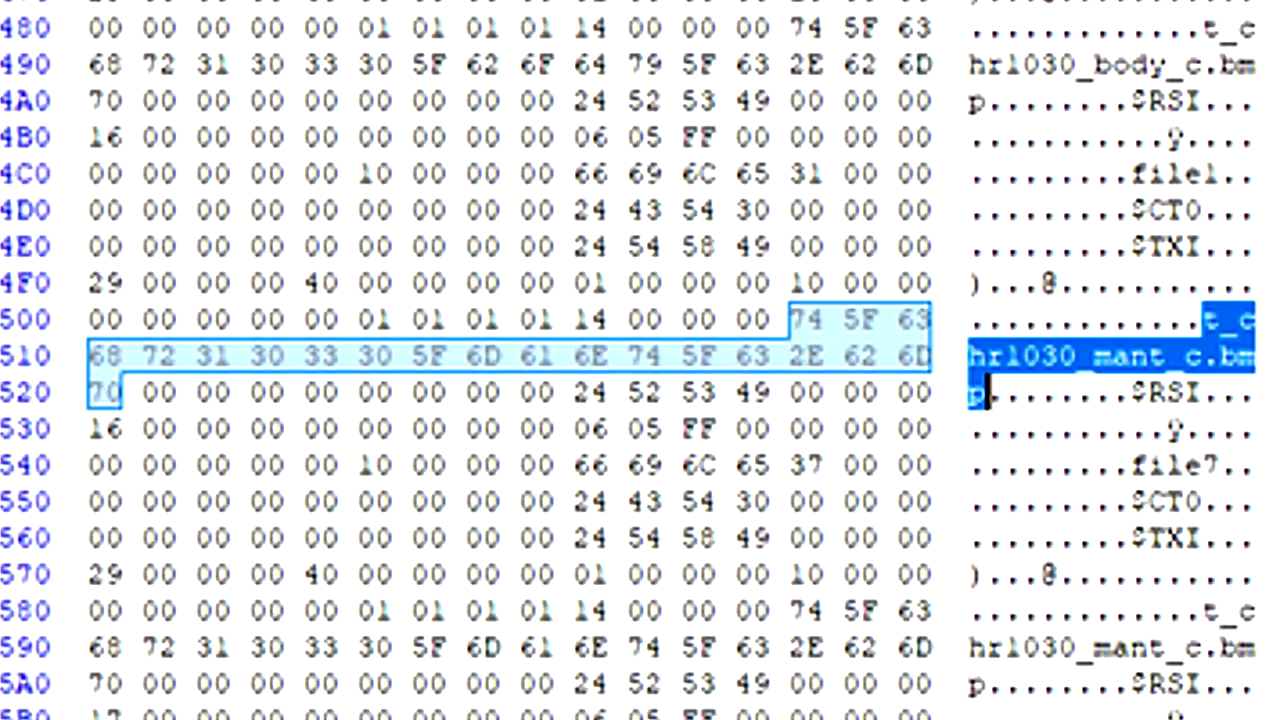 480 00 00 00 00 00 01 01 01 01 14 00 00 00 74 5F 63 .............t_c
490 68 72 31 30 33 30 5F 62 6F 64 79 5F 63 2E 62 6D hr1030_body_c.bm
4A0 70 00 00 00 00 00 00 00 00 24 52 53 49 00 00 00 p........$RSI...
4B0 16 00 00 00 00 00 00 00 00 06 05 FF 00 00 00 00 ...........ÿ....
4C0 00 00 00 00 00 10 00 00 00 66 69 6C 65 31 00 00 .........file1..
4D0 00 00 00 00 00 00 00 00 00 24 43 54 30 00 00 00 .........$CT0...
4E0 00 00 00 00 00 00 00 00 00 24 54 58 49 00 00 00 .........$TXI...
4F0 29 00 00 00 40 00 00 00 00 01 00 00 00 10 00 00 )...@...........
500 00 00 00 00 00 01 01 01 01 14 00 00 00 74 5F 63 .............t_c
510 68 72 31 30 33 30 5F 6D 61 6E 74 5F 63 2E 62 6D hr1030_mant_c.bm
520 70 00 00 00 00 00 00 00 00 24 52 53 49 00 00 00 p........$RSI...
530 16 00 00 00 00 00 00 00 00 06 05 FF 00 00 00 00 ...........ÿ....
540 00 00 00 00 00 10 00 00 00 66 69 6C 65 37 00 00 .........file7..
550 00 00 00 00 00 00 00 00 00 24 43 54 30 00 00 00 .........$CT0...
560 00 00 00 00 00 00 00 00 00 24 54 58 49 00 00 00 .........$TXI...
570 29 00 00 00 40 00 00 00 00 01 00 00 00 10 00 00 )...@...........
580 00 00 00 00 00 01 01 01 01 14 00 00 00 74 5F 63 .............t_c
590 68 72 31 30 33 30 5F 6D 61 6E 74 5F 63 2E 62 6D hr1030_mant_c.bm
5A0 70 00 00 00 00 00 00 00 00 24 52 53 49 00 00 00 p........$RSI...
5B0 17 00 00 00 00 00 00 00 00 06 05 FF 00 00 00 00